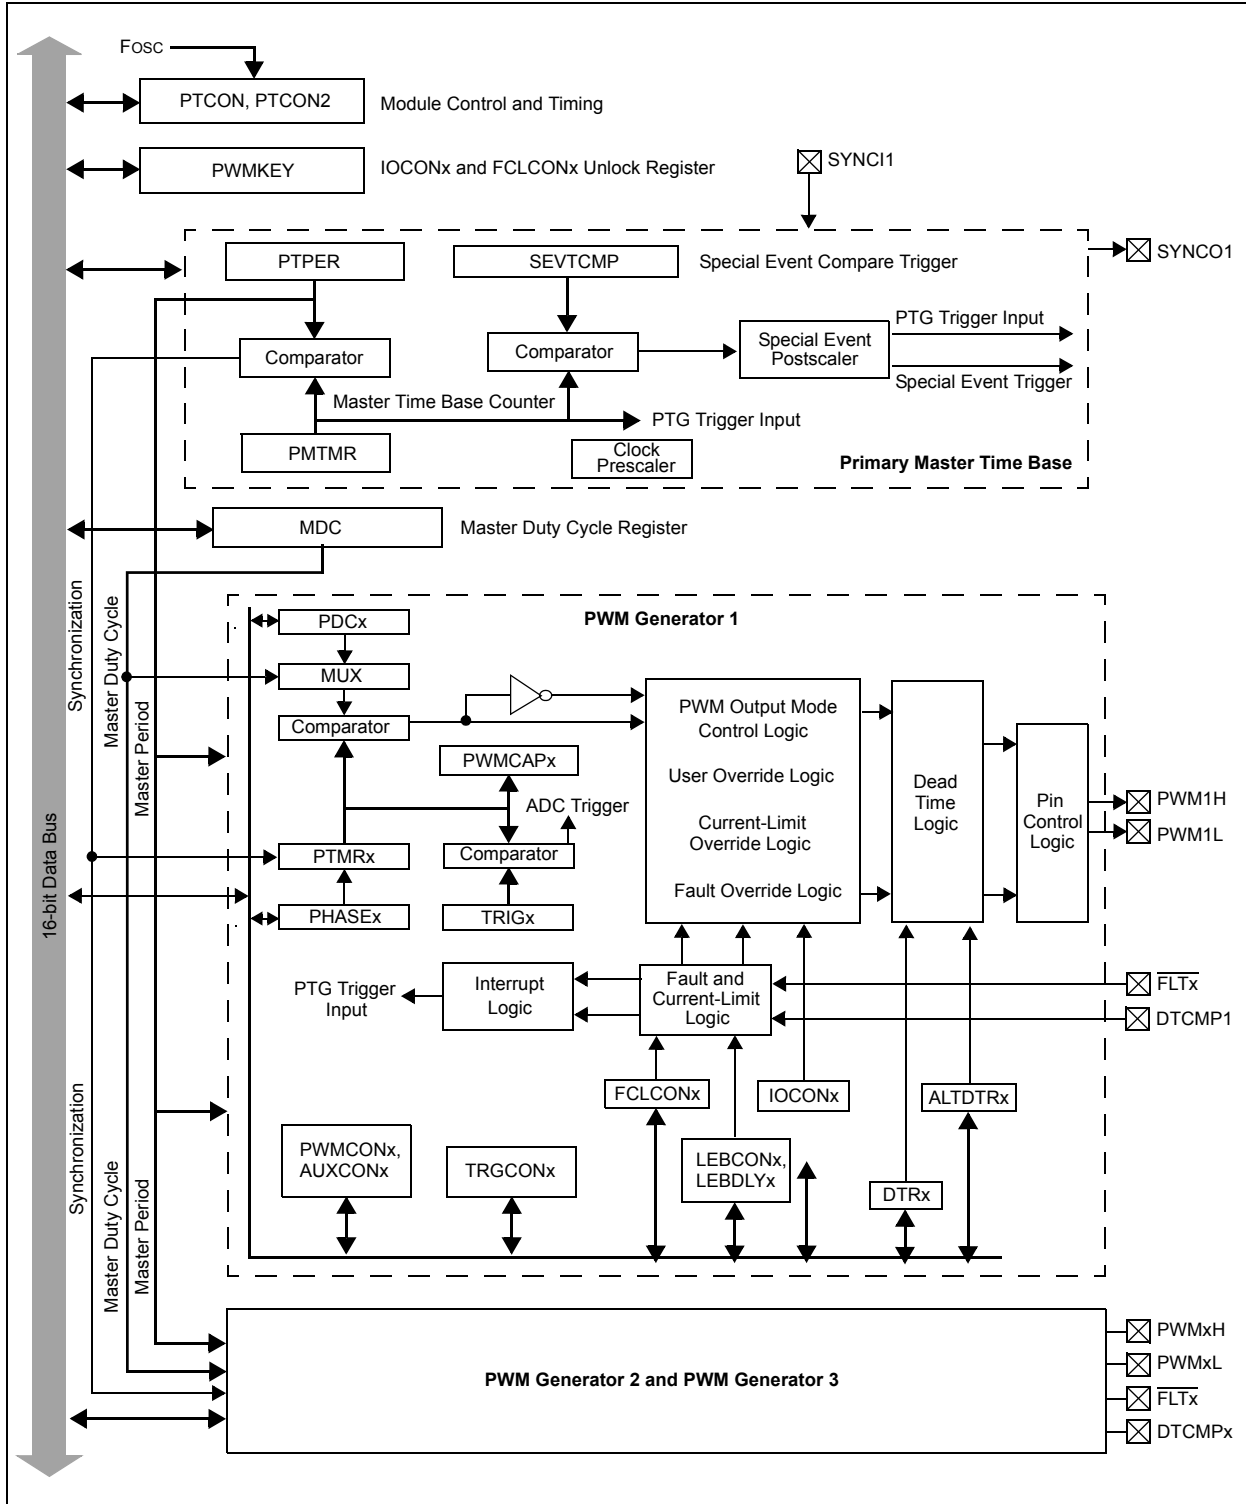 FOSC
PTCON, PTCON2
Module Control and Timing
PWMKEY
IOCONx and FCLCONx Unlock Register
SYNCI1
SYNCO1
PTPER
SEVTCMP
Special Event Compare Trigger
Comparator
Comparator
Special Event
Postscaler
PTG Trigger Input
Special Event Trigger
Master Time Base Counter
PTG Trigger Input
PMTMR
Clock
Prescaler
Primary Master Time Base
MDC
Master Duty Cycle Register
16-bit Data Bus
Synchronization
Master Duty Cycle
Master Period
PWM Generator 1
PDCx
MUX
Comparator
PWMCAPx
ADC Trigger
PTMRx
Comparator
PHASEx
TRIGx
PWM Output Mode
Control Logic
User Override Logic
Current-Limit
Override Logic
Fault Override Logic
Dead
Time
Logic
Pin
Control
Logic
PWM1H
PWM1L
PTG Trigger
Input
Interrupt
Logic
Fault and
Current-Limit
Logic
FLTx
DTCMP1
FCLCONx
IOCONx
ALTDTRx
PWMCONx,
AUXCONx
TRGCONx
LEBCONx,
LEBDLYx
DTRx
Synchronization
Master Duty Cycle
Master Period
PWM Generator 2 and PWM Generator 3
PWMxH
PWMxL
FLTx
DTCMPx